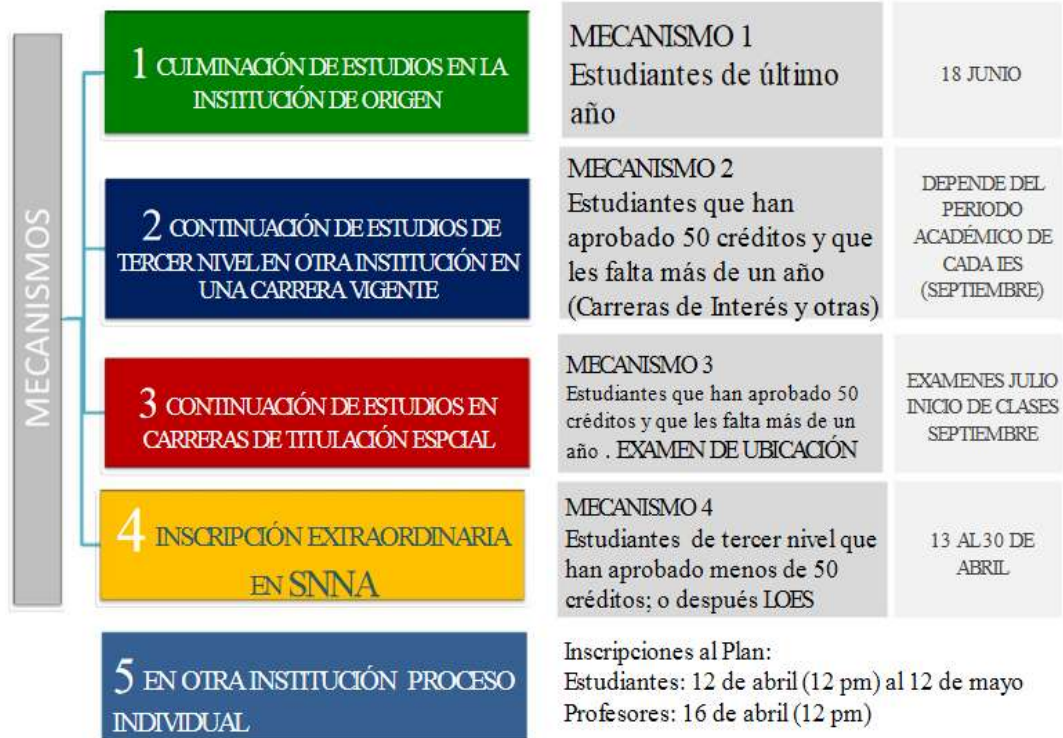 MECANISMOS
1 CULMINACIÓN DE ESTUDIOS EN LA
INSTITUCIÓN DE ORIGEN
MECANISMO 1
Estudiantes de último
año
18 JUNIO
2 CONTINUACIÓN DE ESTUDIOS DE
TERCER NIVEL EN OTRA INSTITUCIÓN EN
UNA CARRERA VIGENTE
MECANISMO 2
Estudiantes que han
aprobado 50 créditos y que
les falta más de un año
(Carreras de Interés y otras)
DEPENDE DEL
PERIODO
ACADÉMICO DE
CADA IES
(SEPTIEMBRE)
3 CONTINUACIÓN DE ESTUDIOS EN
CARRERAS DE TITULACIÓN ESPCIAL
MECANISMO 3
Estudiantes que han aprobado 50
créditos y que les falta más de un
año . EXAMEN DE UBICACIÓN
EXAMENES JULIO
INICIO DE CLASES
SEPTIEMBRE
4 INSCRIPCIÓN EXTRAORDINARIA
EN SNNA
MECANISMO 4
Estudiantes de tercer nivel que
han aprobado menos de 50
créditos; o después LOES
13 AL 30 DE
ABRIL
5 EN OTRA INSTITUCIÓN PROCESO
INDIVIDUAL
Inscripciones al Plan:
Estudiantes: 12 de abril (12 pm) al 12 de mayo
Profesores: 16 de abril (12 pm)